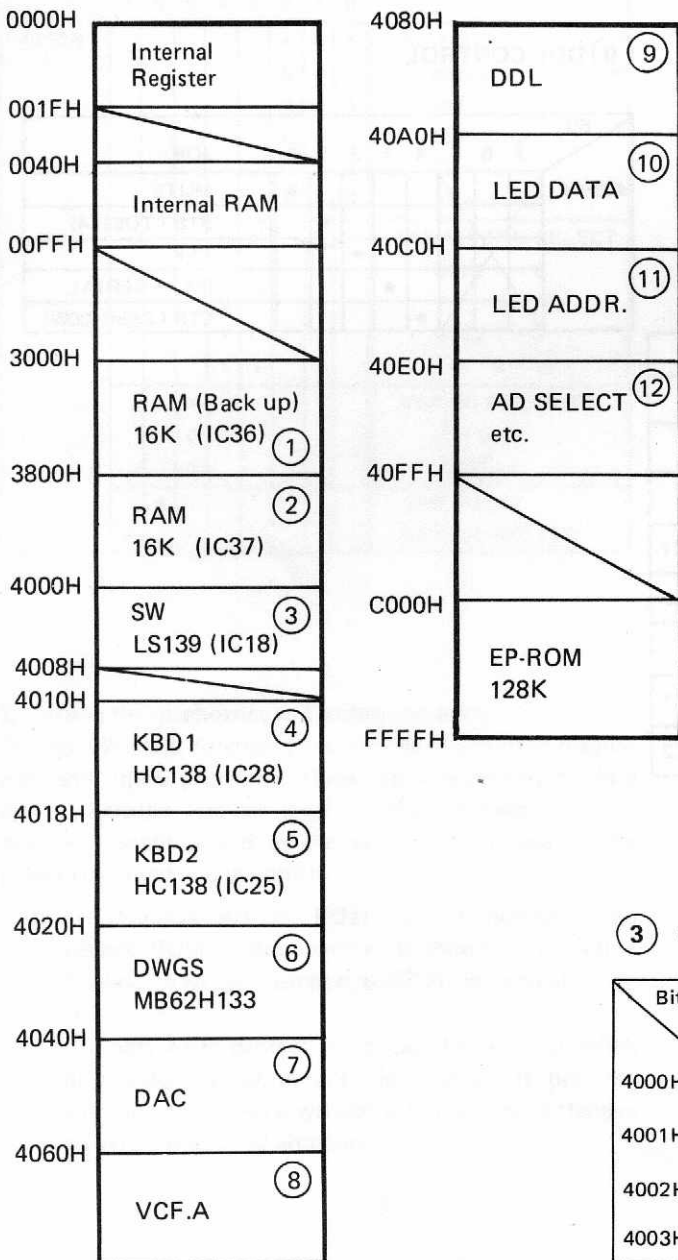 0000H
Internal
Register
001FH
0040H
Internal RAM
00FFH
3000H
RAM (Back up)
16K (IC36) 1
3800H
2
RAM
16K (IC37)
4000H
SW 3
LS139 (IC18)
4008H
4010H
4
KBD1
HC138 (IC28)
4018H
5
KBD2
HC138 (IC25)
4020H
6
DWGS
MB62H133
4040H
7
DAC
4060H
8
VCF.A
4080H
9
DDL
40A0H
10
LED DATA
40C0H
11
LED ADDR.
40E0H
AD SELECT 12
etc.
40FFH
C000H
EP-ROM
128K
FFFFH
3
Bit
4000H
4001H
4002H
4003H